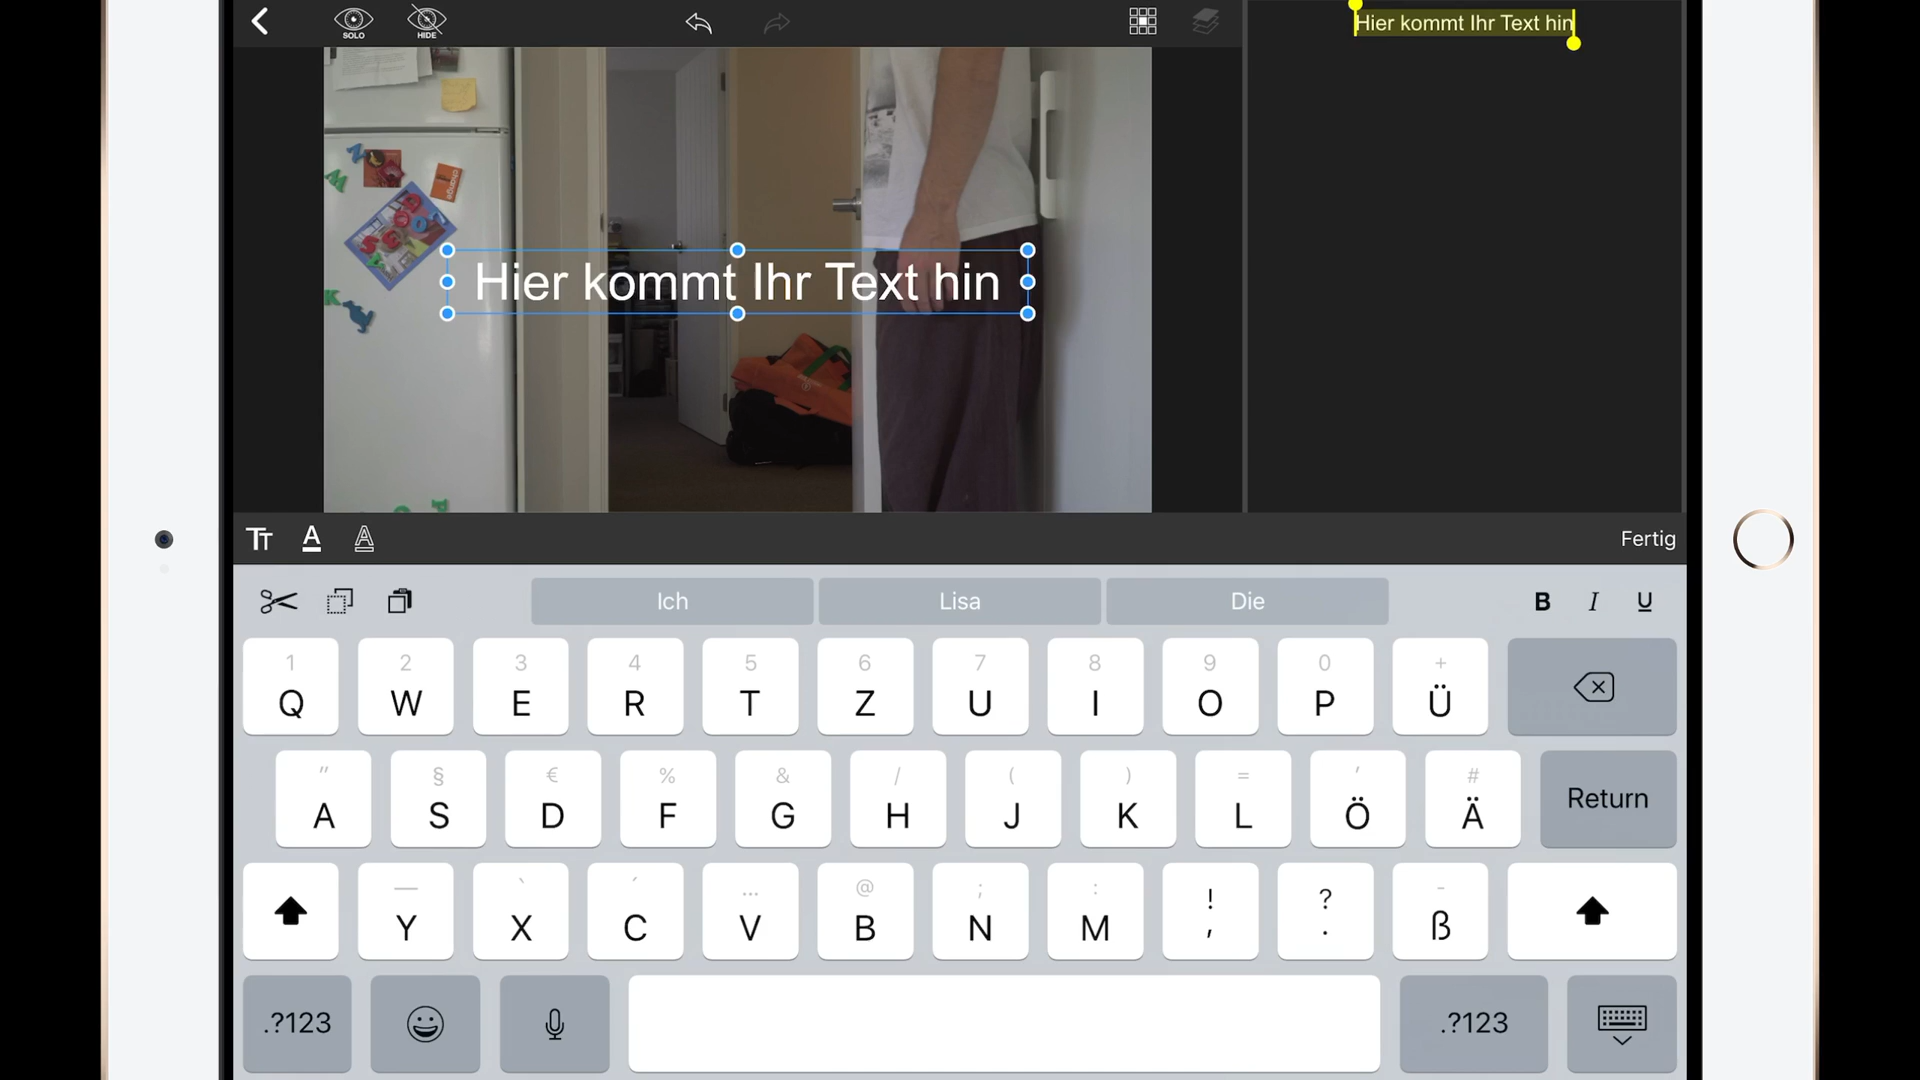 SOLO
HIDE
Hier kommt Ihr Text hin
change
Hier kommt Ihr Text hin
Fertig
Ich
Lisa
Die
B I U
1 2 3 4 5 6 7 8 9 0 +
Q W E R T Z U I O P Ü
" § € % & / ( ) = ' #
A S D F G H J K L Ö Ä Return
— ` ´ ... @ ; : ! ? -
Y X C V B N M , . ß
.?123
.?123